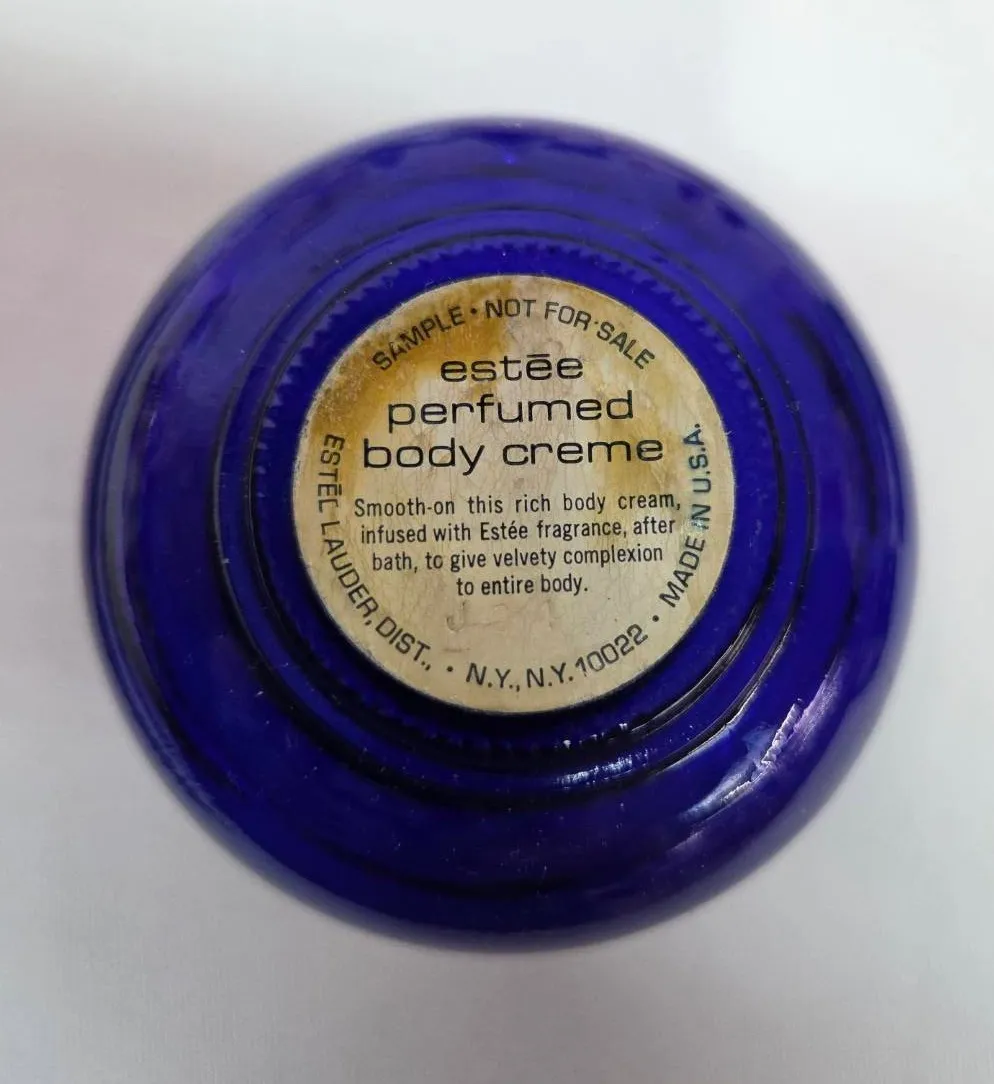 SAMPLE • NOT FOR SALE
estēe
perfumed
body creme
Smooth-on this rich body cream,
infused with Estée fragrance, after
bath, to give velvety complexion
to entire body.
ESTĒE LAUDER, DIST., • N.Y., N.Y. 10022 • MADE IN U.S.A.